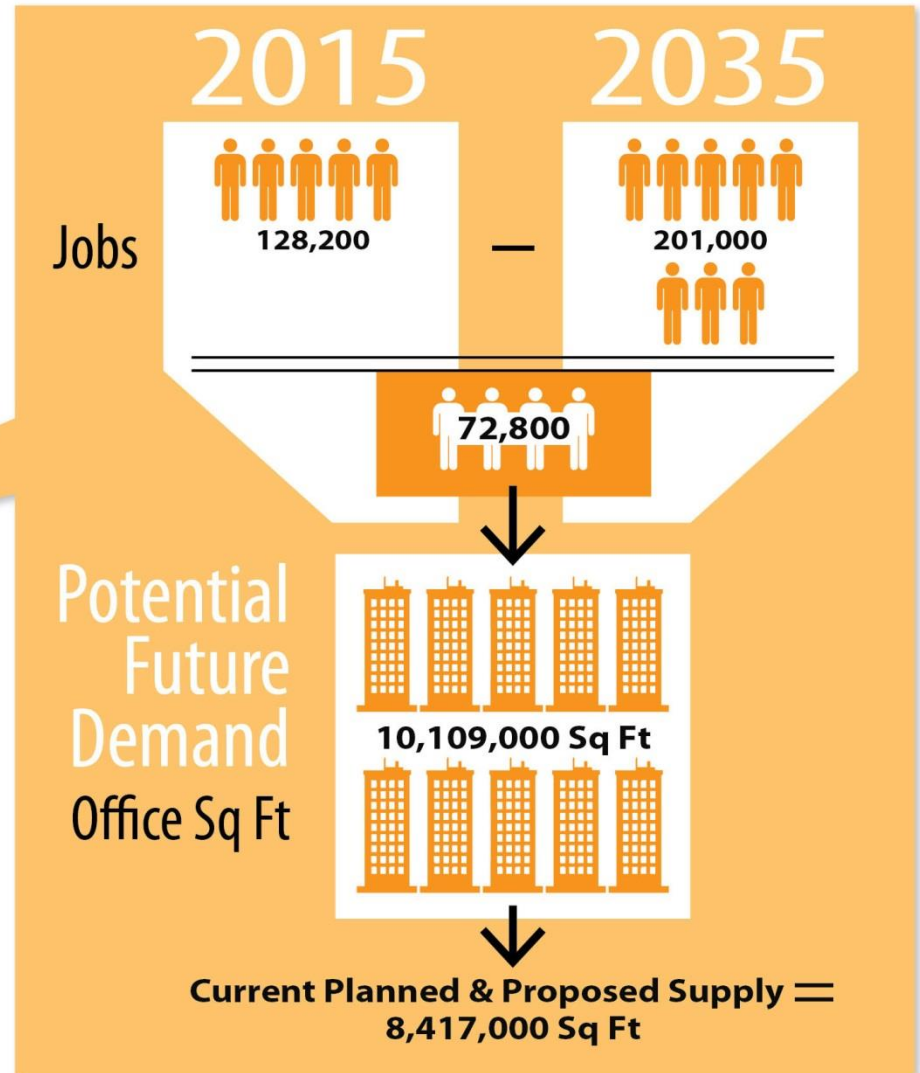 2015
2035
Jobs
128,200
—
201,000
72,800
Potential
Future
Demand
Office Sq Ft
10,109,000 Sq Ft
Current Planned & Proposed Supply =
8,417,000 Sq Ft